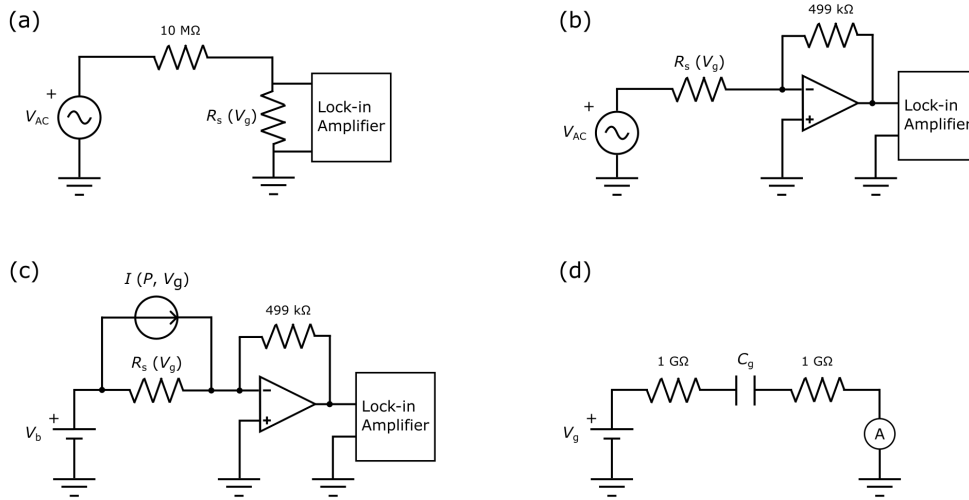 (a)
10 MΩ
+
V_AC
R_s (V_g)
Lock-in
Amplifier
(b)
499 kΩ
R_s (V_g)
+
V_AC
−
+
Lock-in
Amplifier
(c)
I (P, V_g)
499 kΩ
R_s (V_g)
+
V_b
−
+
Lock-in
Amplifier
(d)
1 GΩ
C_g
1 GΩ
+
V_g
A